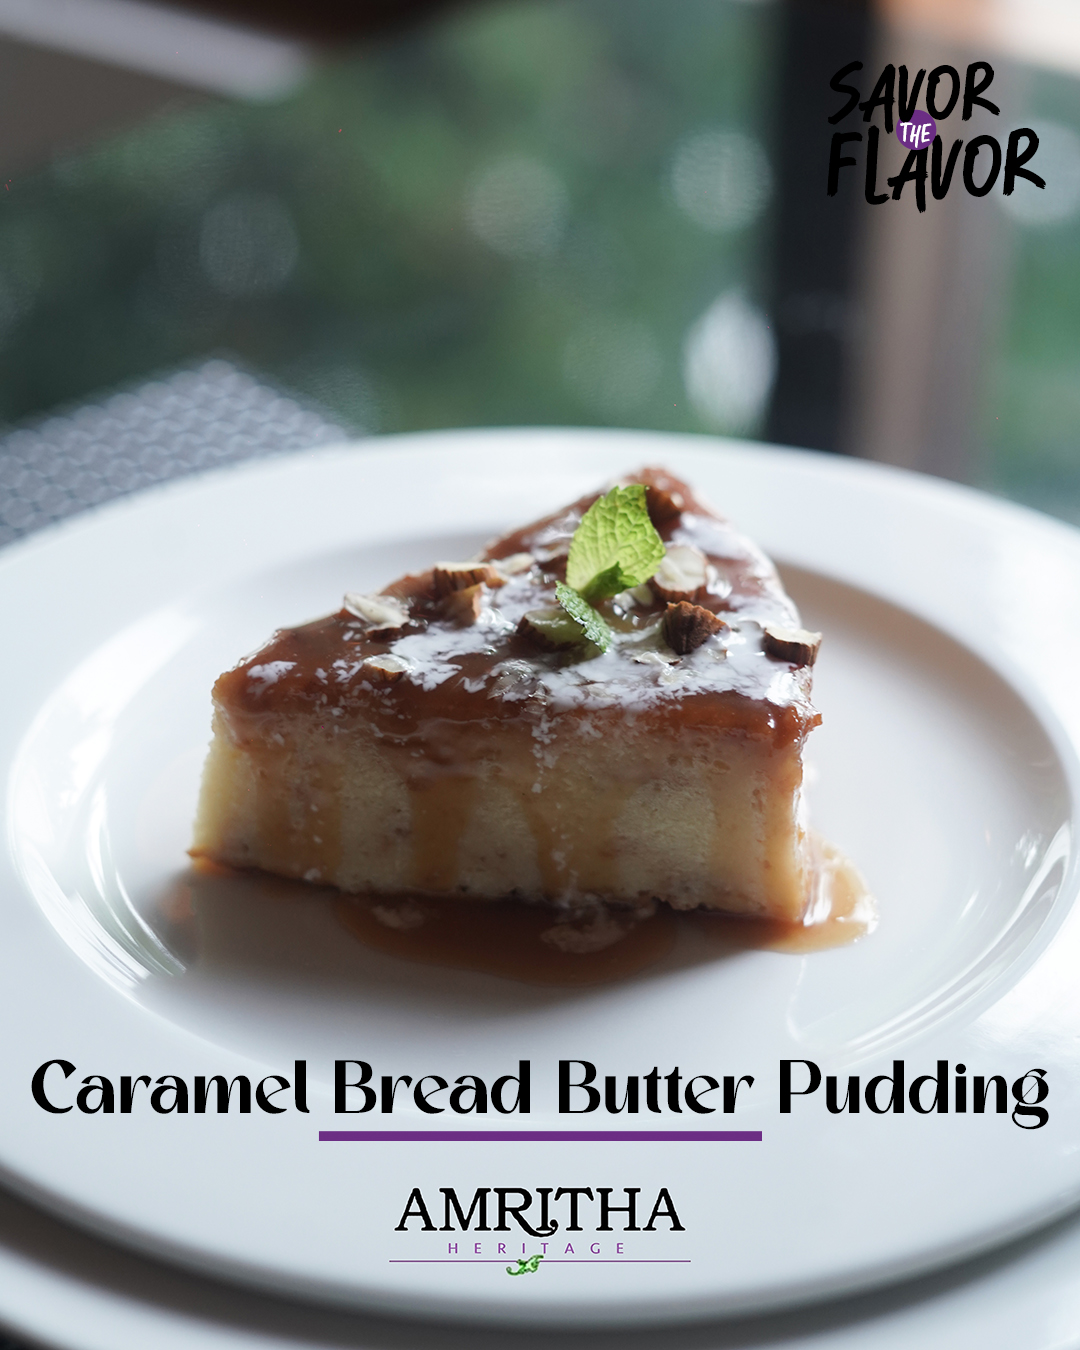 SAVOR
THE
FLAVOR
Caramel Bread Butter Pudding
AMRITHA
HERITAGE